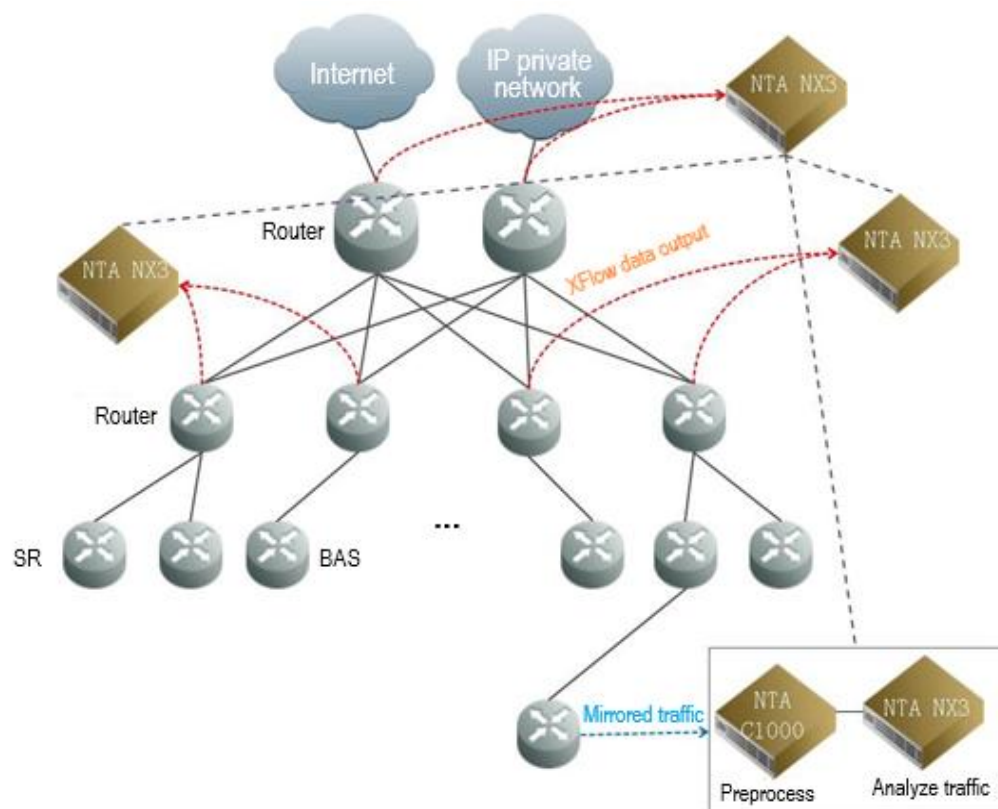 Internet
IP private
network
NTA NX3
Router
XFlow data output
NTA NX3
NTA NX3
Router
SR
BAS
...
Mirrored traffic
NTA
C1000
NTA NX3
Preprocess
Analyze traffic